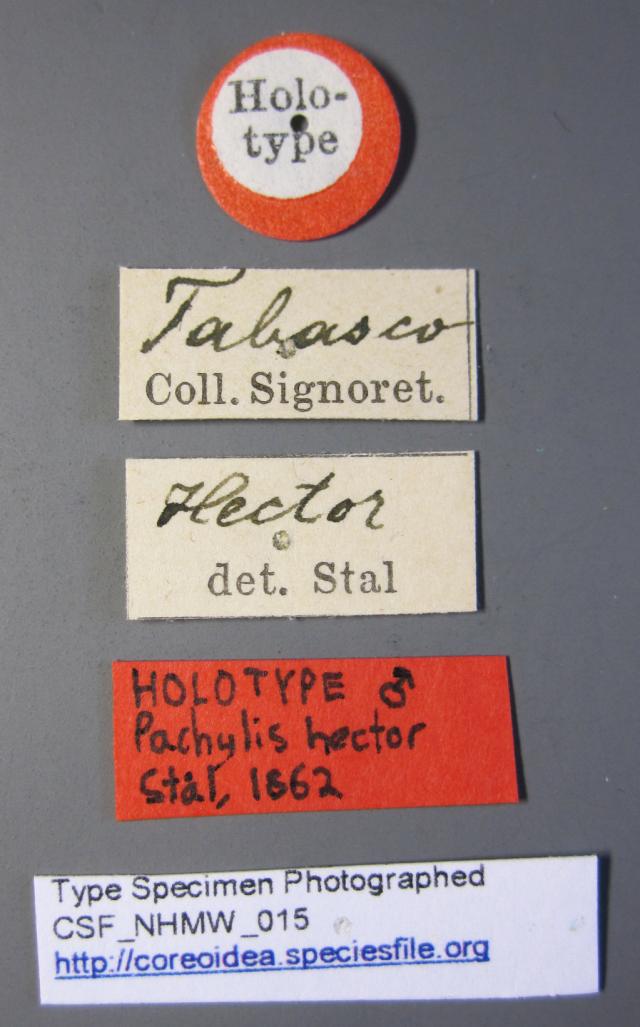 Holo-
type
Tabasco
Coll. Signoret.
Hector
det. Stal
HOLOTYPE ♂
Pachylis hector
Stål, 1862
Type Specimen Photographed
CSF_NHMW_015
http://coreoidea.speciesfile.org